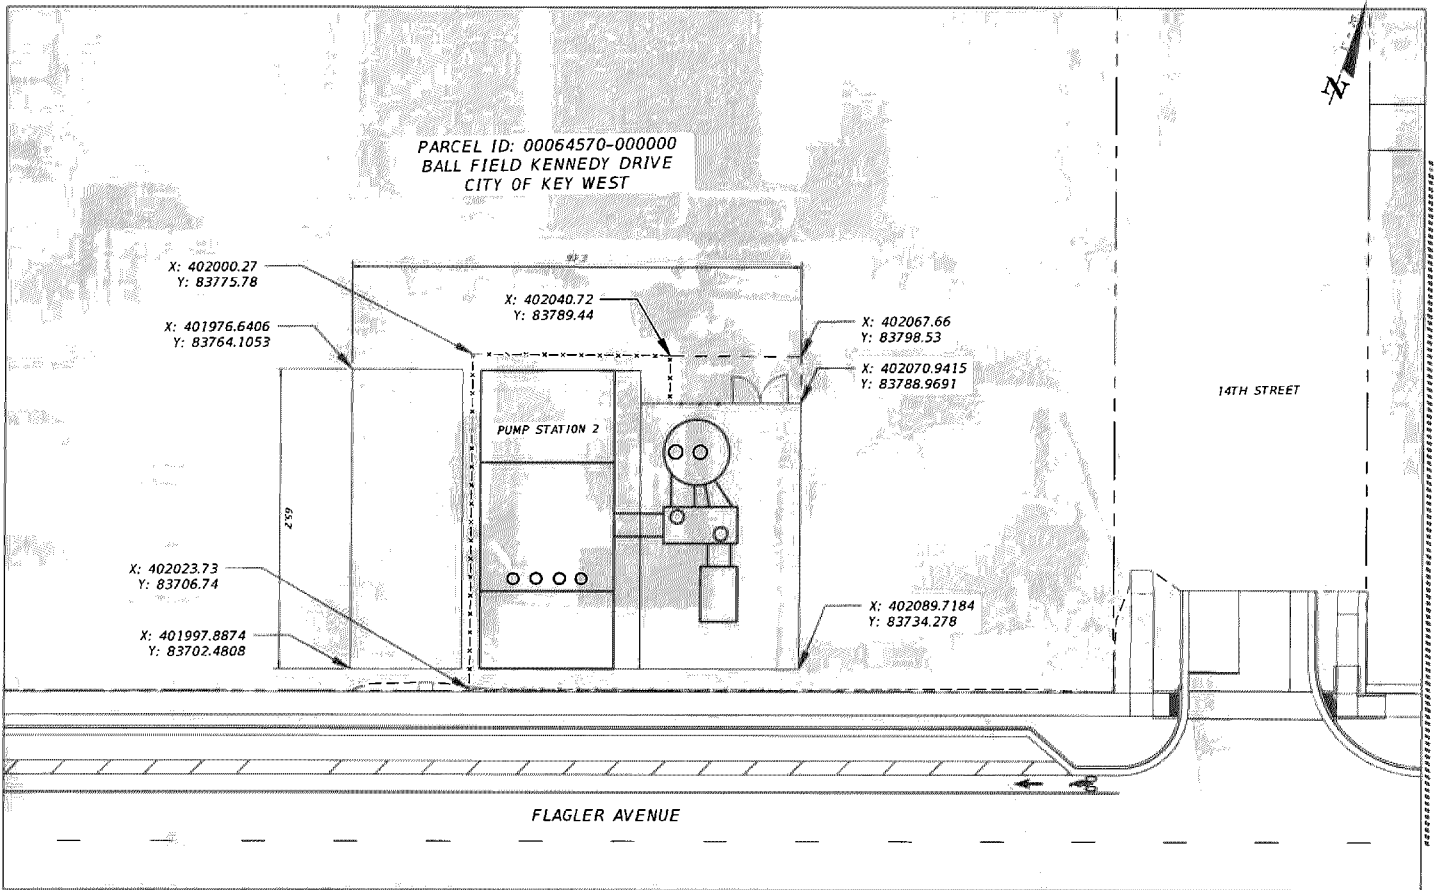 N
PARCEL ID: 00064570-000000
BALL FIELD KENNEDY DRIVE
CITY OF KEY WEST
X: 402000.27
Y: 83775.78
X: 402040.72
Y: 83789.44
X: 401976.6406
Y: 83764.1053
X: 402067.66
Y: 83798.53
X: 402070.9415
Y: 83788.9691
14TH STREET
PUMP STATION 2
65.2
X: 402023.73
Y: 83706.74
X: 402089.7184
Y: 83734.278
X: 401997.8874
Y: 83702.4808
FLAGLER AVENUE